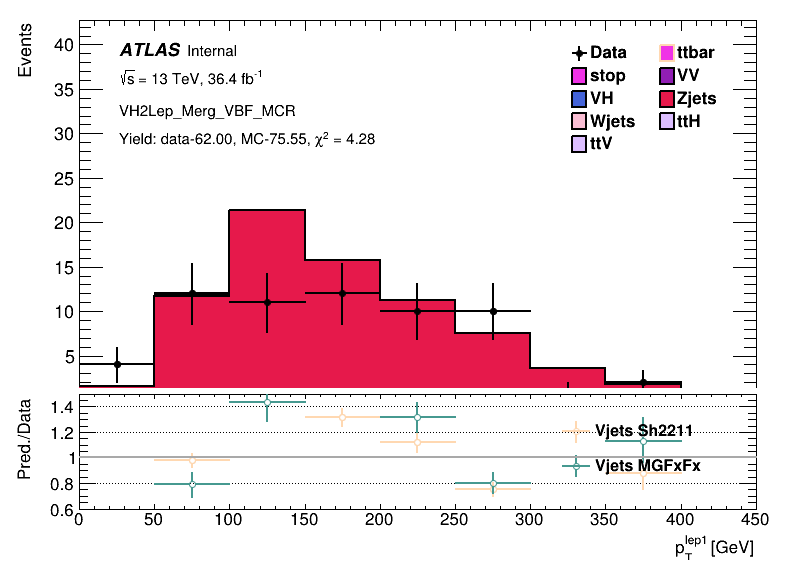 Events
40
35
30
25
20
15
10
5
ATLAS Internal
√s = 13 TeV, 36.4 fb⁻¹
VH2Lep_Merg_VBF_MCR
Yield: data-62.00, MC-75.55, χ² = 4.28
Data
ttbar
stop
VV
VH
Zjets
Wjets
ttH
ttV
Pred./Data
1.4
1.2
1
0.8
0.6
Vjets Sh2211
Vjets MGFxFx
0 50 100 150 200 250 300 350 400 450
p_T^lep1 [GeV]